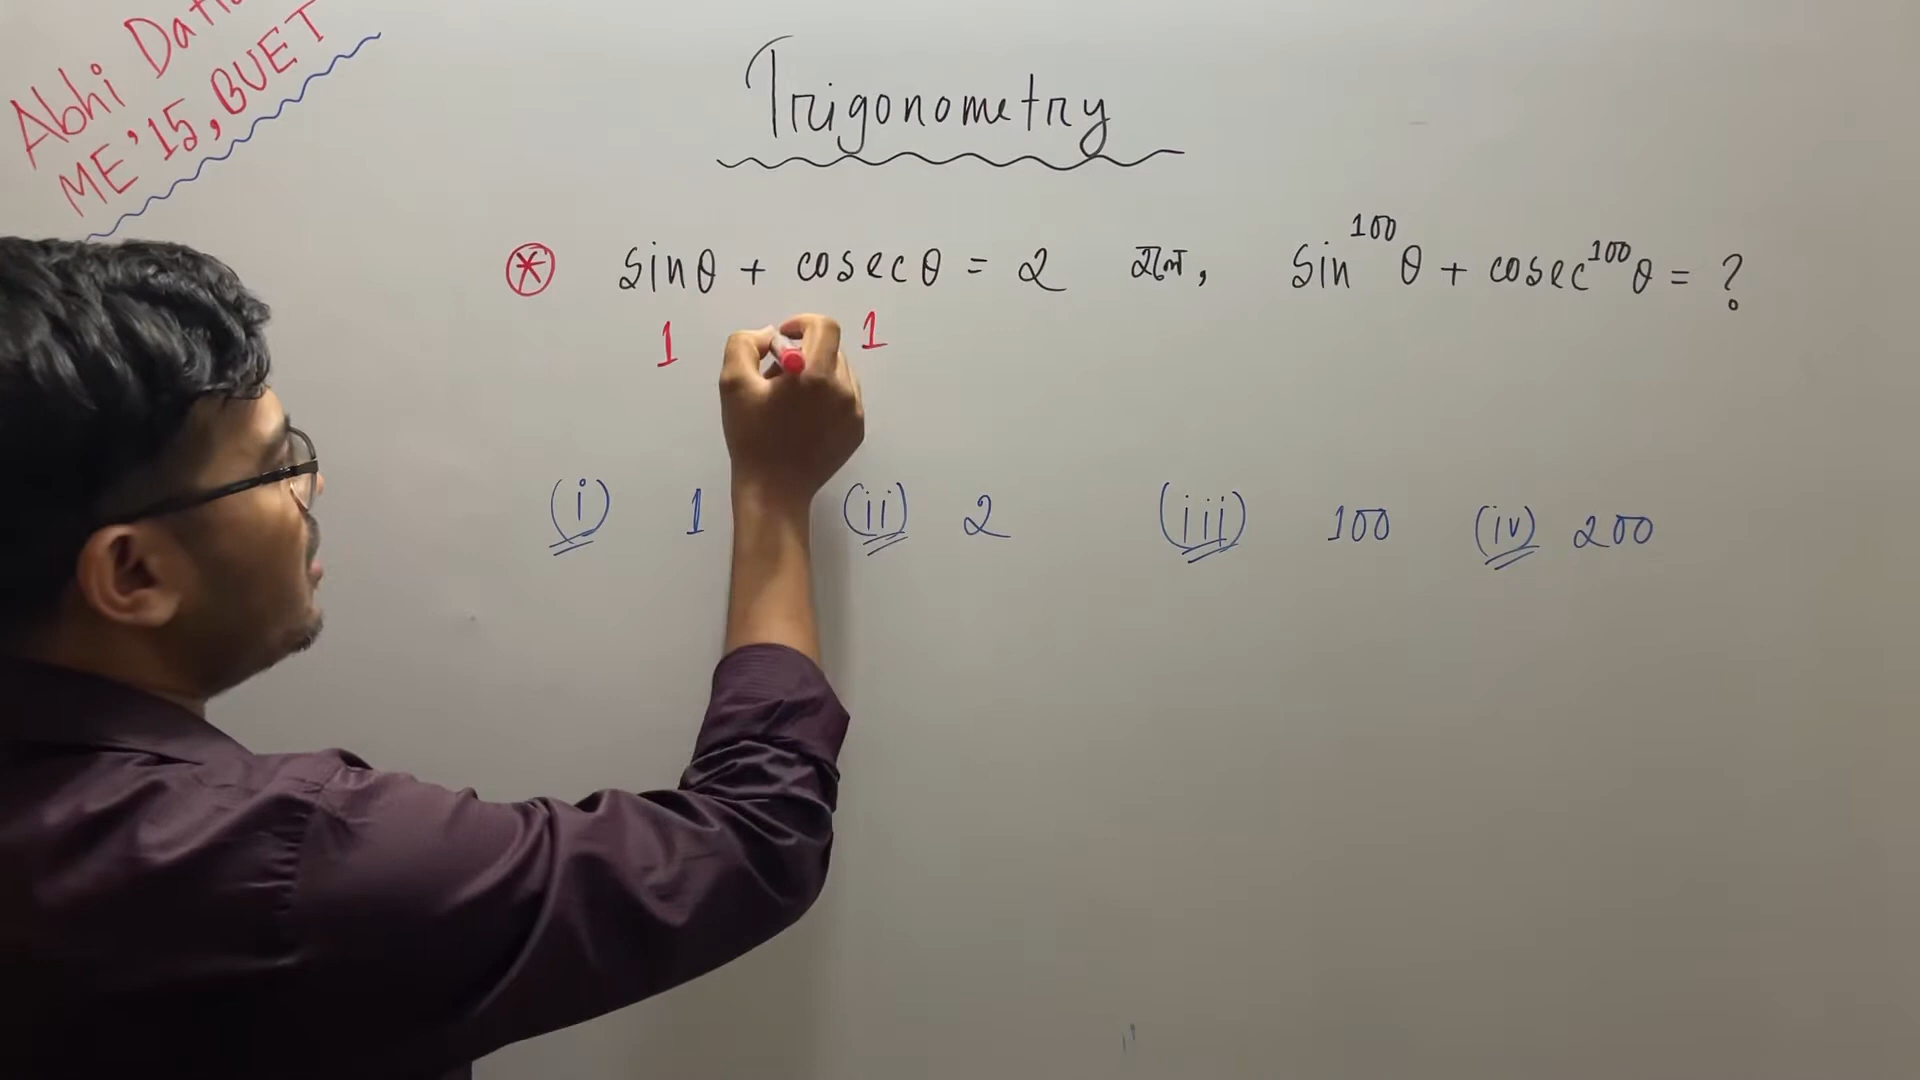 Abhi Datta
ME'15, BUET
Trigonometry
* sinθ + cosecθ = 2 হলে, sin¹⁰⁰θ + cosec¹⁰⁰θ = ?
1 1
(i) 1 (ii) 2 (iii) 100 (iv) 200